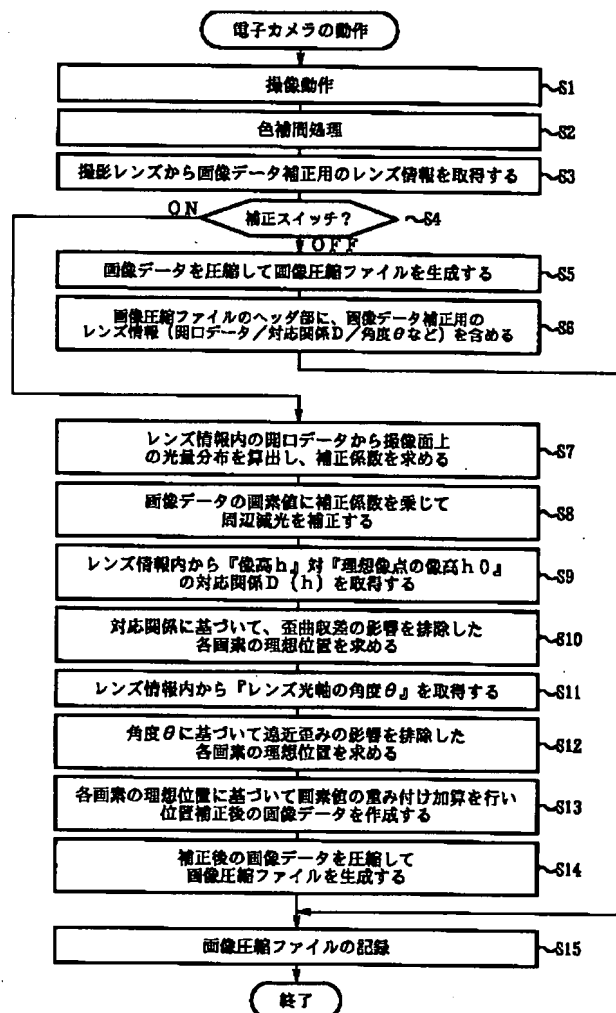 電子カメラの動作
撮像動作
~S1
色補間処理
~S2
撮影レンズから画像データ補正用のレンズ情報を取得する
~S3
ON
補正スイッチ?
~S4
OFF
画像データを圧縮して画像圧縮ファイルを生成する
~S5
画像圧縮ファイルのヘッダ部に、画像データ補正用の
レンズ情報(開口データ/対応関係D/角度θなど)を含める
~S6
レンズ情報内の開口データから撮像面上
の光量分布を算出し、補正係数を求める
~S7
画像データの画素値に補正係数を乗じて
周辺減光を補正する
~S8
レンズ情報内から『像高h』対『理想像点の像高h0』
の対応関係D(h)を取得する
~S9
対応関係に基づいて、歪曲収差の影響を排除した
各画素の理想位置を求める
~S10
レンズ情報内から『レンズ光軸の角度θ』を取得する
~S11
角度θに基づいて遠近歪みの影響を排除した
各画素の理想位置を求める
~S12
各画素の理想位置に基づいて画素値の重み付け加算を行い
位置補正後の画像データを作成する
~S13
補正後の画像データを圧縮して
画像圧縮ファイルを生成する
~S14
画像圧縮ファイルの記録
~S15
終了